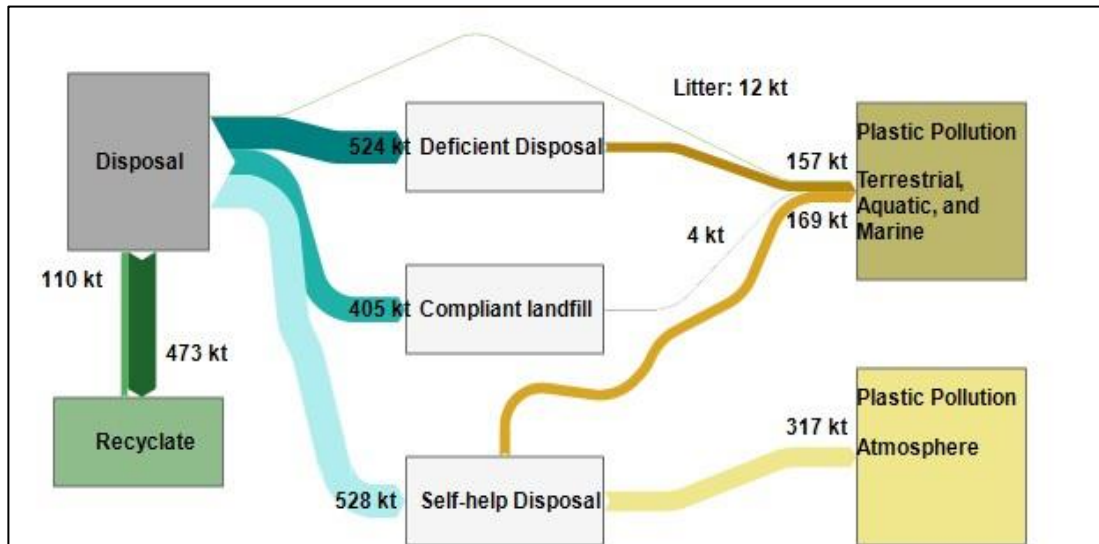 Litter: 12 kt
Disposal
524 kt
Deficient Disposal
157 kt
Plastic Pollution
Terrestrial,
Aquatic, and
Marine
169 kt
4 kt
110 kt
405 kt
Compliant landfill
473 kt
Recyclate
528 kt
Self-help Disposal
317 kt
Plastic Pollution
Atmosphere